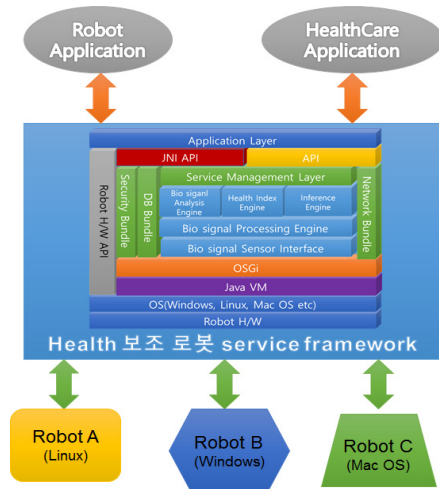 Robot
Application
HealthCare
Application
Application Layer
JNI API
API
Robot H/W API
Security Bundle
DB Bundle
Service Management Layer
Bio siganl
Analysis
Engine
Health Index
Engine
Inference
Engine
Network Bundle
Bio signal Processing Engine
Bio signal Sensor Interface
OSGi
Java VM
OS(Windows, Linux, Mac OS etc)
Robot H/W
Health 보조 로봇 service framework
Robot A
(Linux)
Robot B
(Windows)
Robot C
(Mac OS)